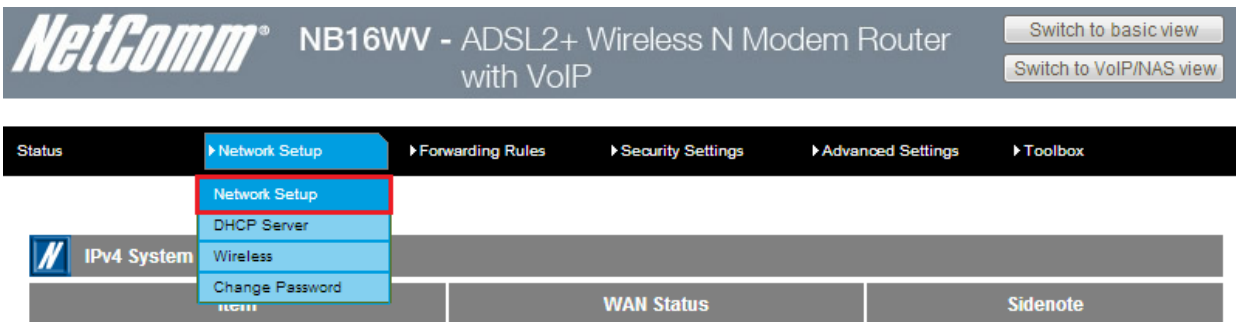 NetComm®
NB16WV - ADSL2+ Wireless N Modem Router
with VoIP
Switch to basic view
Switch to VoIP/NAS view
Status
Network Setup
Forwarding Rules
Security Settings
Advanced Settings
Toolbox
Network Setup
DHCP Server
Wireless
Change Password
IPv4 System
Item
WAN Status
Sidenote